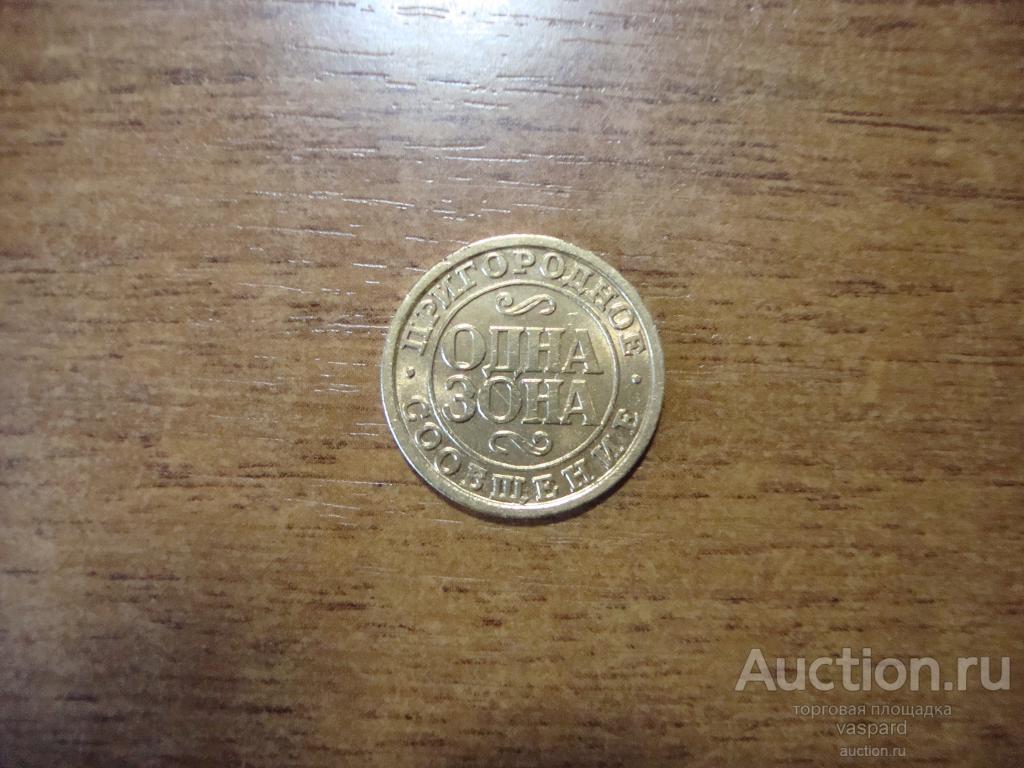 ПРИГОРОДНОЕ
ОДНА
ЗОНА
СООБЩЕНИЕ
Auction.ru
торговая площадка
vaspard
auction.ru